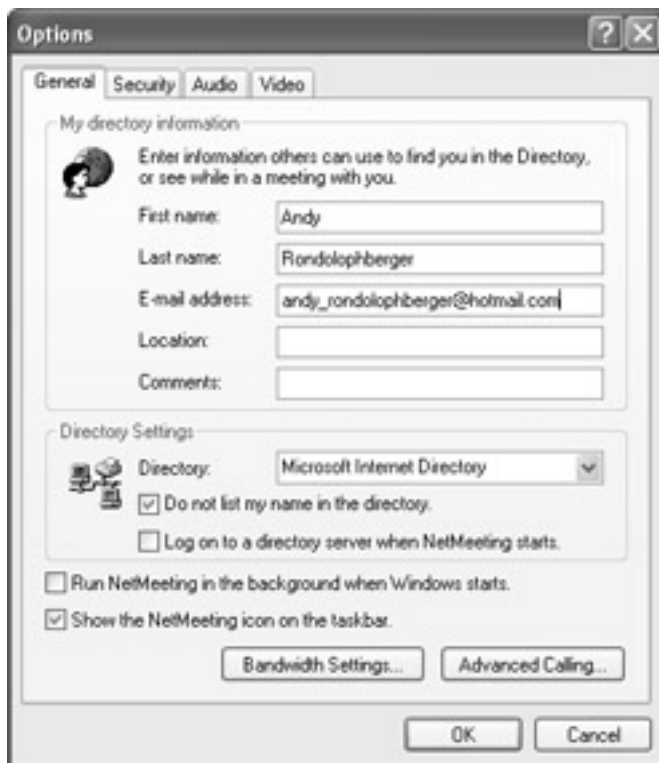 Options
General Security Audio Video
My directory information
Enter information others can use to find you in the Directory,
or see while in a meeting with you.
First name: Andy
Last name: Rondolophberger
E-mail address: andy_rondolophberger@hotmail.com
Location:
Comments:
Directory Settings
Directory: Microsoft Internet Directory
Do not list my name in the directory.
Log on to a directory server when NetMeeting starts.
Run NetMeeting in the background when Windows starts.
Show the NetMeeting icon on the taskbar.
Bandwidth Settings... Advanced Calling...
OK Cancel